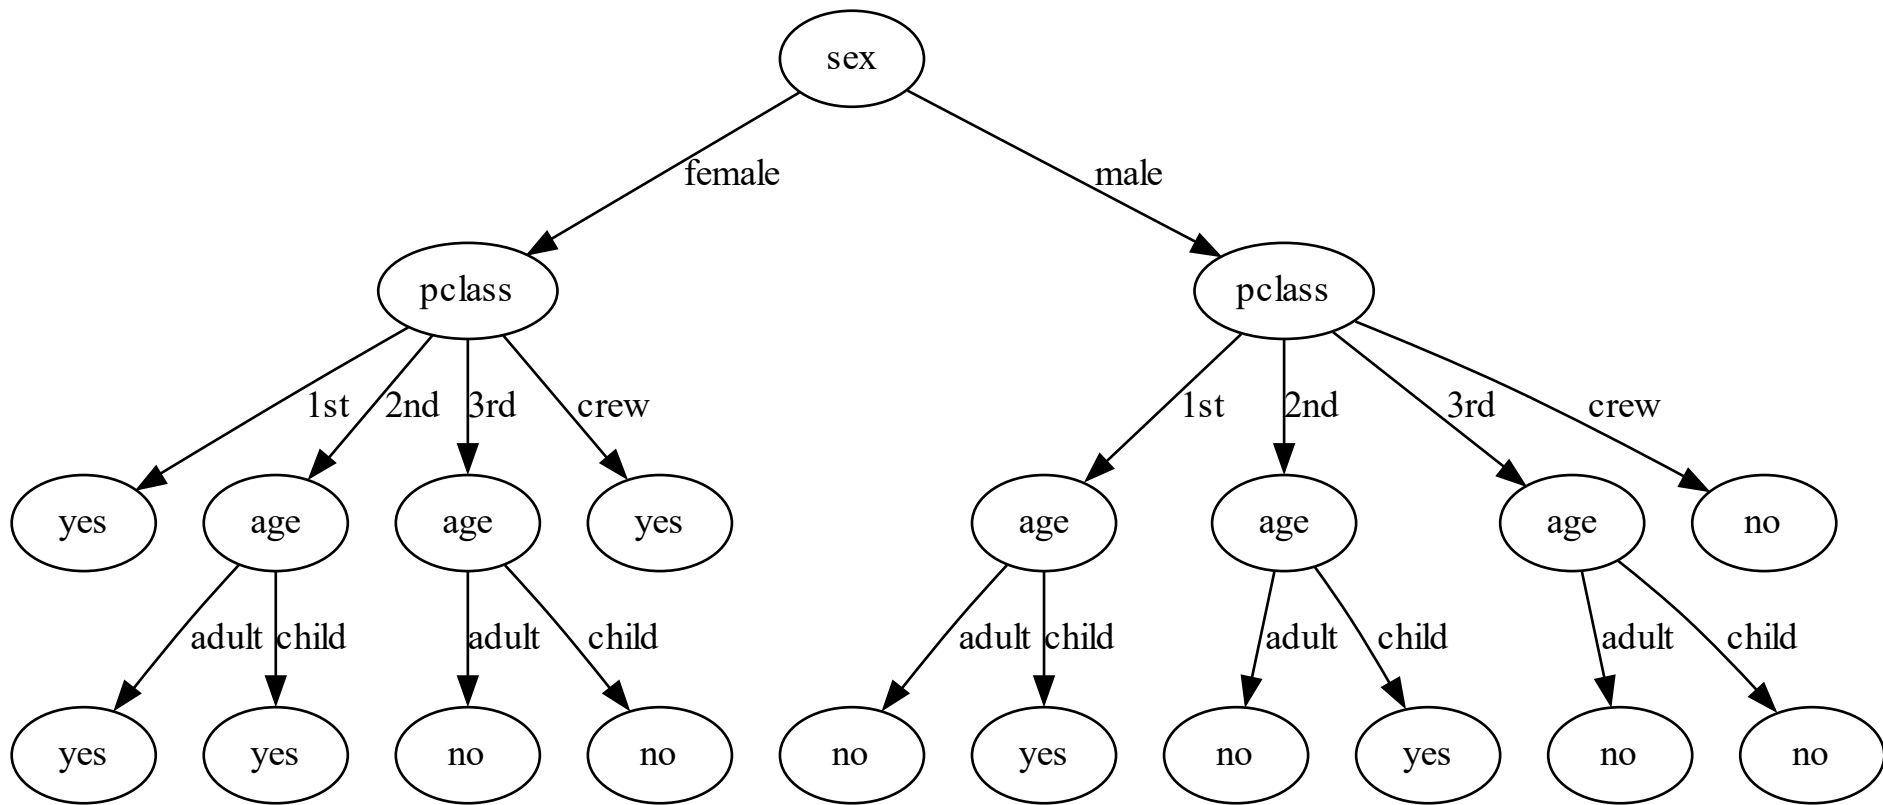 sex
female
male
pclass
pclass
1st
2nd
3rd
crew
1st
2nd
3rd
crew
yes
age
age
yes
age
age
age
no
adult
child
adult
child
adult
child
adult
child
adult
child
yes
yes
no
no
no
yes
no
yes
no
no